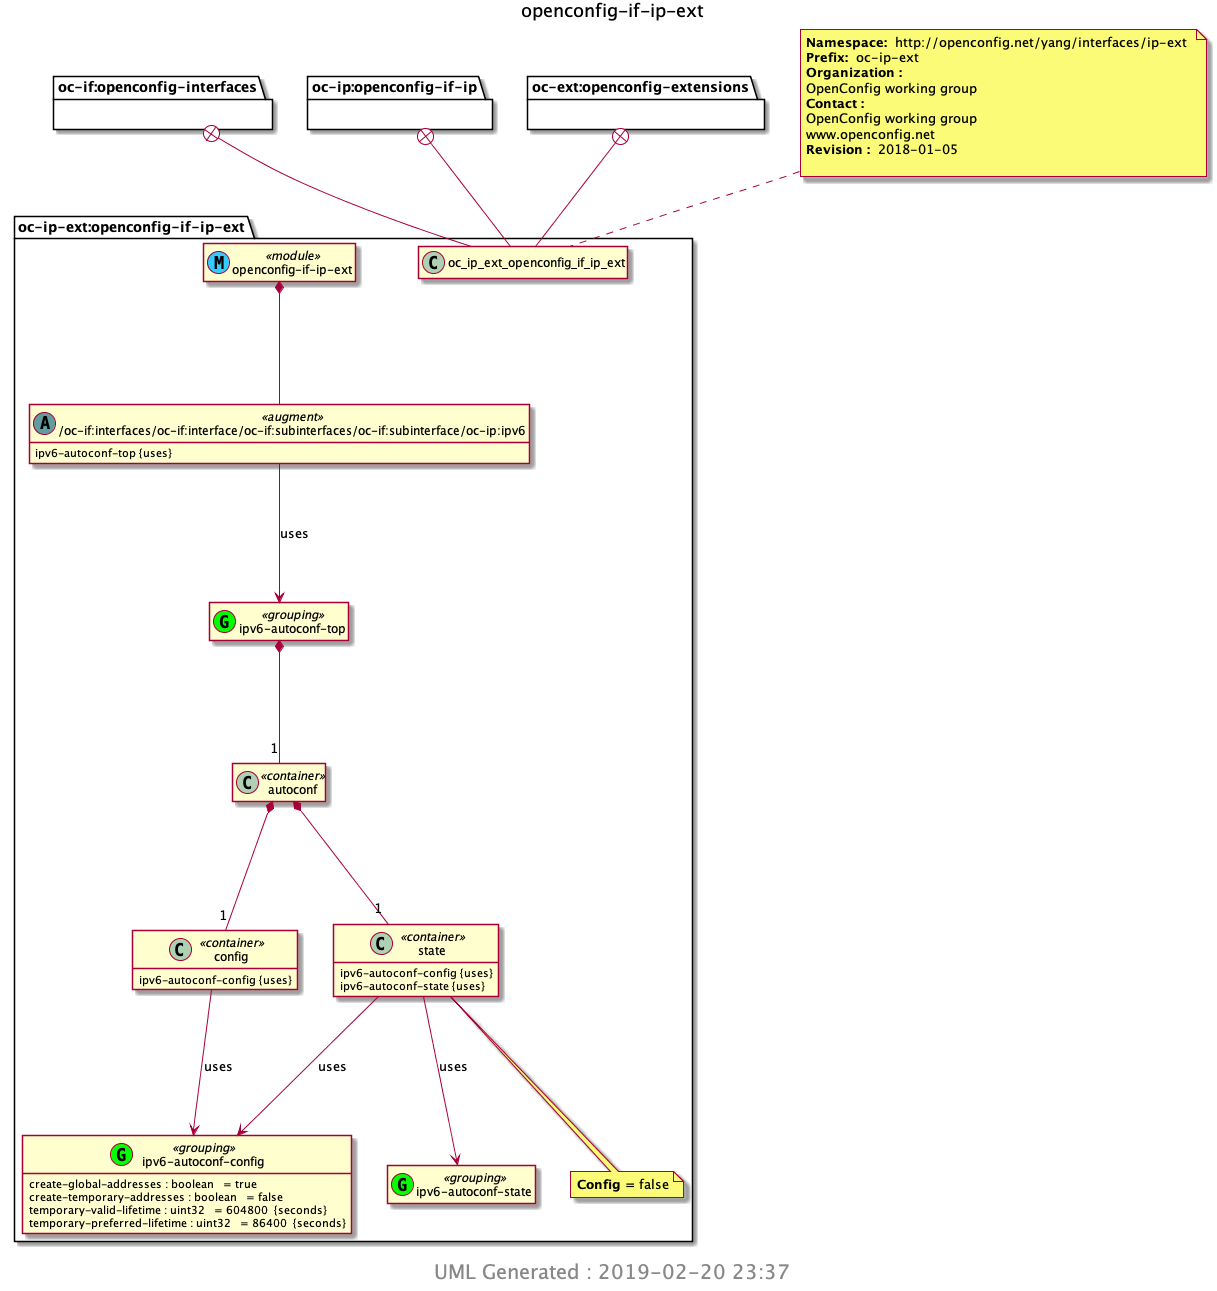 openconfig-if-ip-ext
Namespace: http://openconfig.net/yang/interfaces/ip-ext
Prefix: oc-ip-ext
Organization :
OpenConfig working group
Contact :
OpenConfig working group
www.openconfig.net
Revision : 2018-01-05
oc-if:openconfig-interfaces
oc-ip:openconfig-if-ip
oc-ext:openconfig-extensions
oc-ip-ext:openconfig-if-ip-ext
M
«module»
openconfig-if-ip-ext
C
oc_ip_ext_openconfig_if_ip_ext
A
«augment»
/oc-if:interfaces/oc-if:interface/oc-if:subinterfaces/oc-if:subinterface/oc-ip:ipv6
ipv6-autoconf-top {uses}
uses
G
«grouping»
ipv6-autoconf-top
1
C
«container»
autoconf
1
1
C
«container»
config
ipv6-autoconf-config {uses}
C
«container»
state
ipv6-autoconf-config {uses}
ipv6-autoconf-state {uses}
uses
uses
uses
G
«grouping»
ipv6-autoconf-config
create-global-addresses : boolean = true
create-temporary-addresses : boolean = false
temporary-valid-lifetime : uint32 = 604800 {seconds}
temporary-preferred-lifetime : uint32 = 86400 {seconds}
G
«grouping»
ipv6-autoconf-state
Config = false
UML Generated : 2019-02-20 23:37